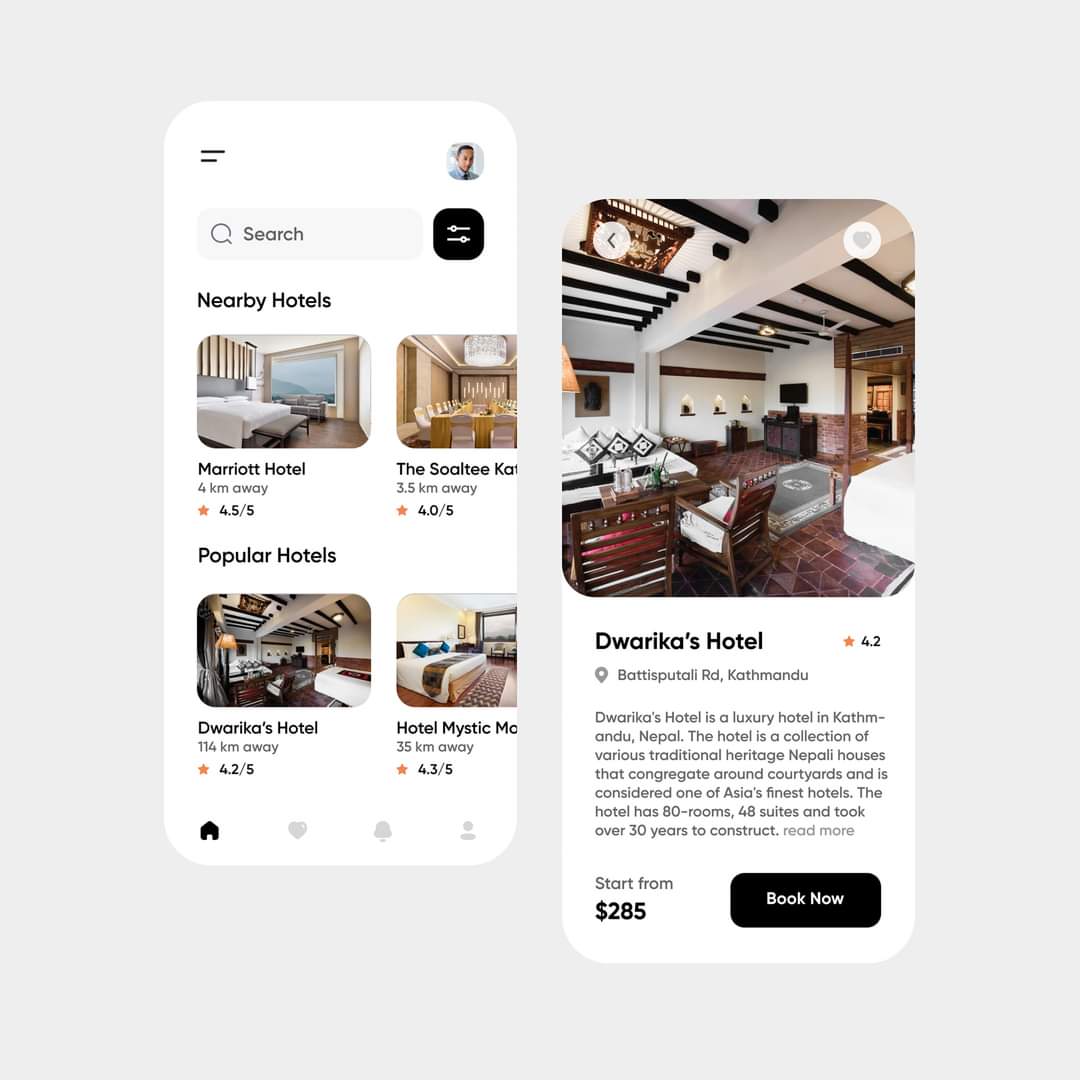 Search
Nearby Hotels
Marriott Hotel
4 km away
4.5/5
The Soaltee Kat
3.5 km away
4.0/5
Popular Hotels
Dwarika’s Hotel
114 km away
4.2/5
Hotel Mystic Mo
35 km away
4.3/5
Dwarika’s Hotel
4.2
Battisputali Rd, Kathmandu
Dwarika's Hotel is a luxury hotel in Kathm-
andu, Nepal. The hotel is a collection of
various traditional heritage Nepali houses
that congregate around courtyards and is
considered one of Asia's finest hotels. The
hotel has 80-rooms, 48 suites and took
over 30 years to construct. read more
Start from
$285
Book Now